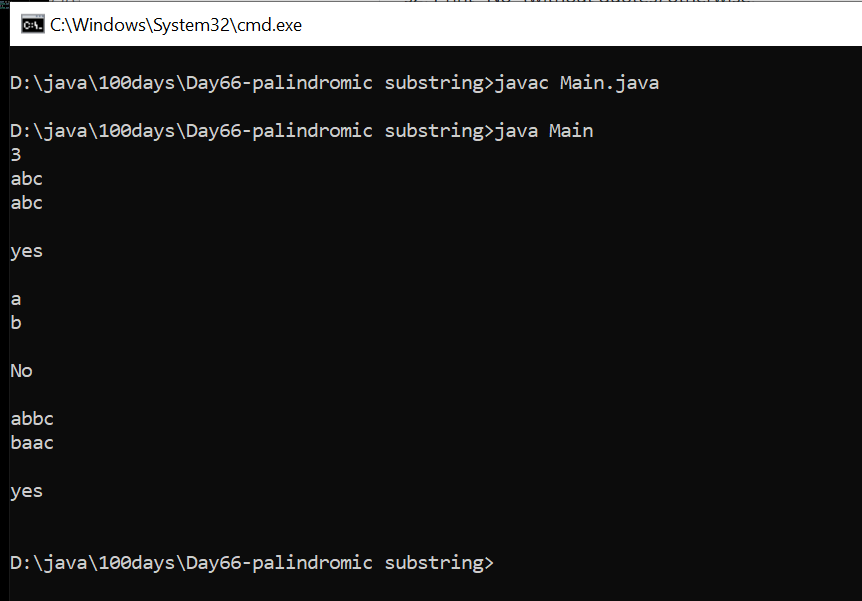 C:\Windows\System32\cmd.exe
D:\java\100days\Day66-palindromic substring>javac Main.java
D:\java\100days\Day66-palindromic substring>java Main
3
abc
abc
yes
a
b
No
abbc
baac
yes
D:\java\100days\Day66-palindromic substring>